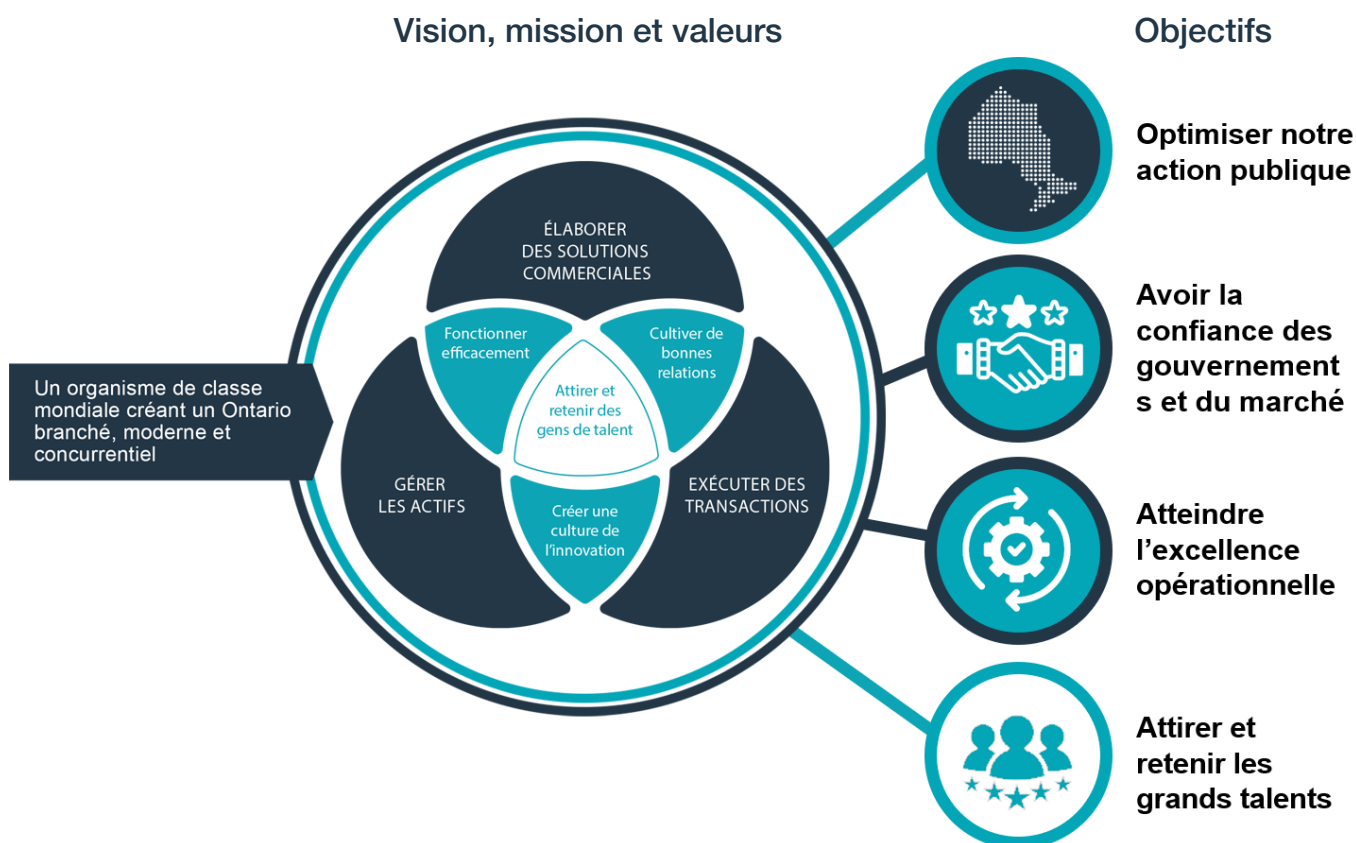 Vision, mission et valeurs
Objectifs
Un organisme de classe
mondiale créant un Ontario
branché, moderne et
concurrentiel
ÉLABORER
DES SOLUTIONS
COMMERCIALES
Fonctionner
efficacement
Cultiver de
bonnes
relations
Attirer et
retenir des
gens de talent
GÉRER
LES ACTIFS
EXÉCUTER DES
TRANSACTIONS
Créer une
culture de
l'innovation
Optimiser notre
action publique
Avoir la
confiance des
gouvernement
s et du marché
Atteindre
l’excellence
opérationnelle
Attirer et
retenir les
grands talents